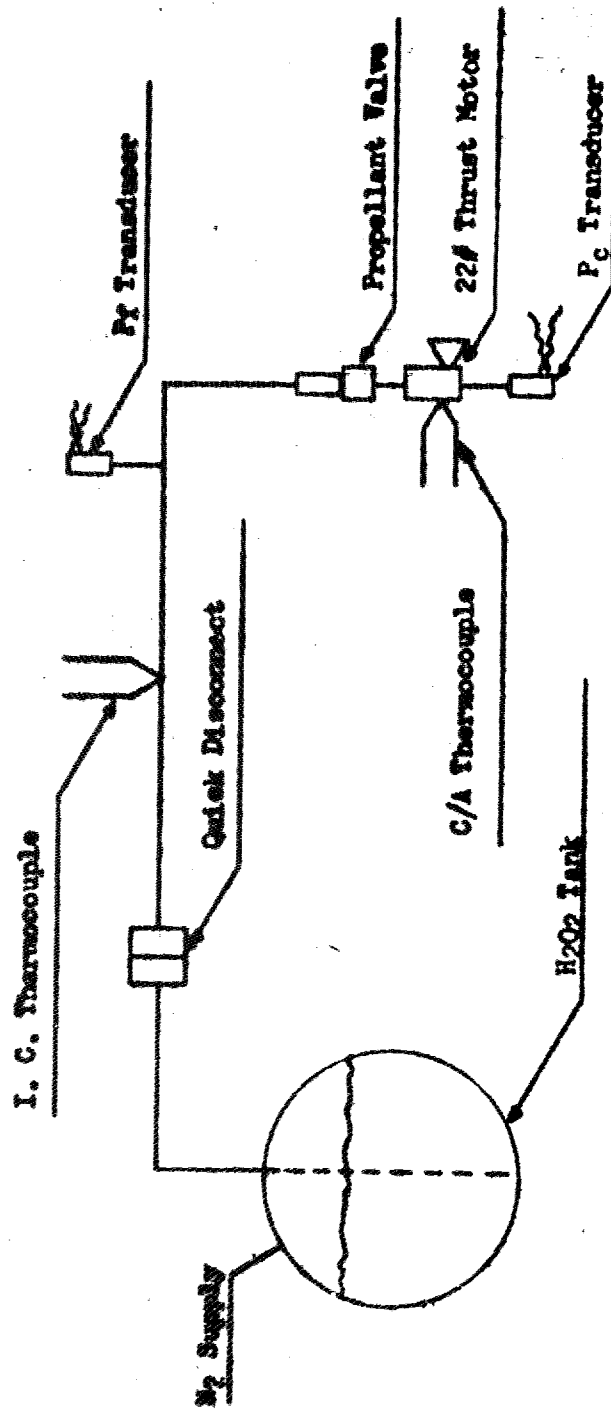 I. C. Thermocouple
Pf Transducer
Quick Disconnect
N2 Supply
Propellant Valve
22# Thrust Motor
C/A Thermocouple
Pc Transducer
H2O2 Tank